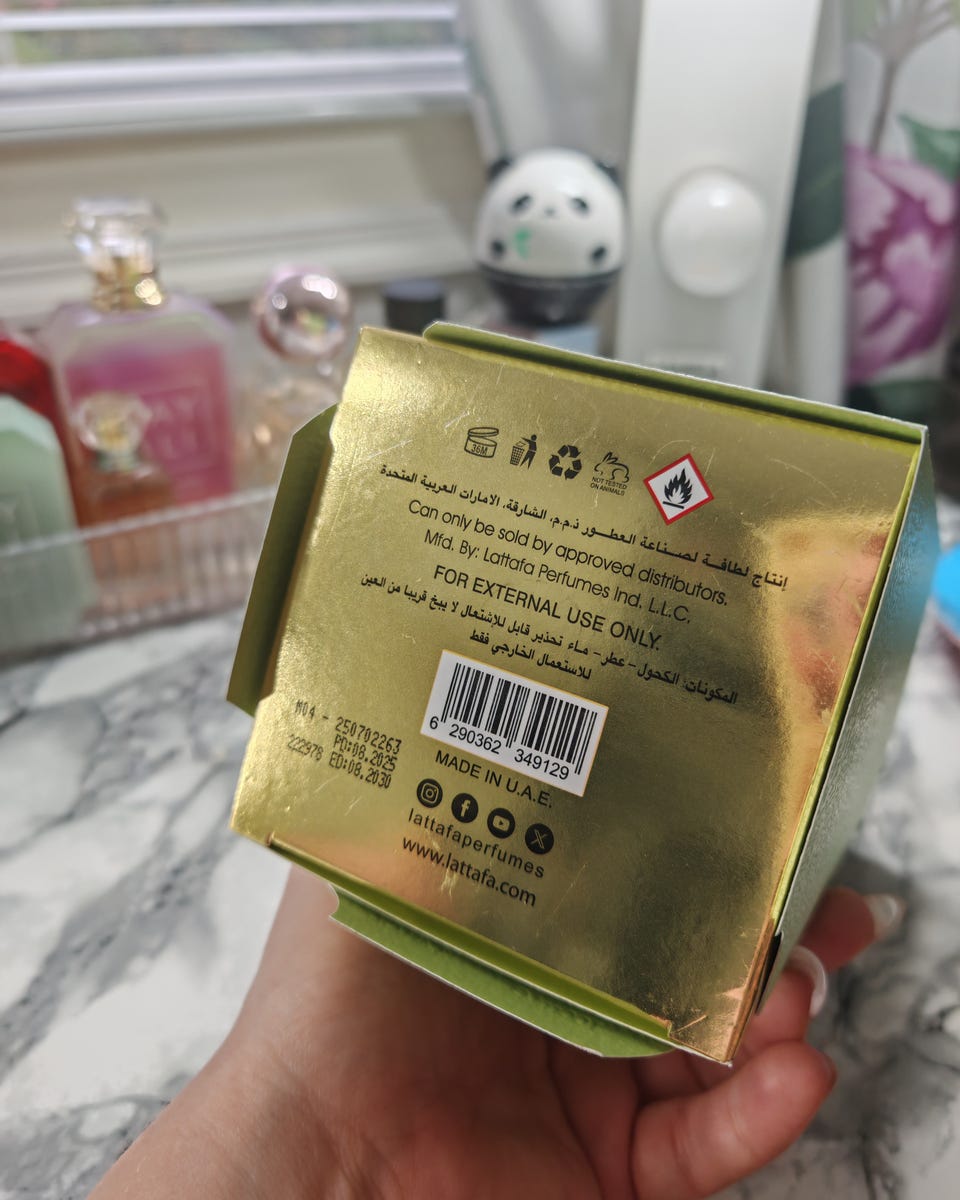 36M
NOT TESTED
ON ANIMALS
إنتاج لطافة لصناعة العطور ذ.م.م، الشارقة، الامارات العربية المتحدة
Can only be sold by approved distributors.
Mfd. By: Lattafa Perfumes Ind. L.L.C.
FOR EXTERNAL USE ONLY.
المكونات: الكحول - عطر - ماء تحذير قابل للإشتعال لا يبخ قريبا من العين
للاستعمال الخارجي فقط
6 290362 349129
M04 - 250702263
PD:08.2025
222978 ED:08.2030
MADE IN U.A.E.
lattafaperfumes
www.lattafa.com